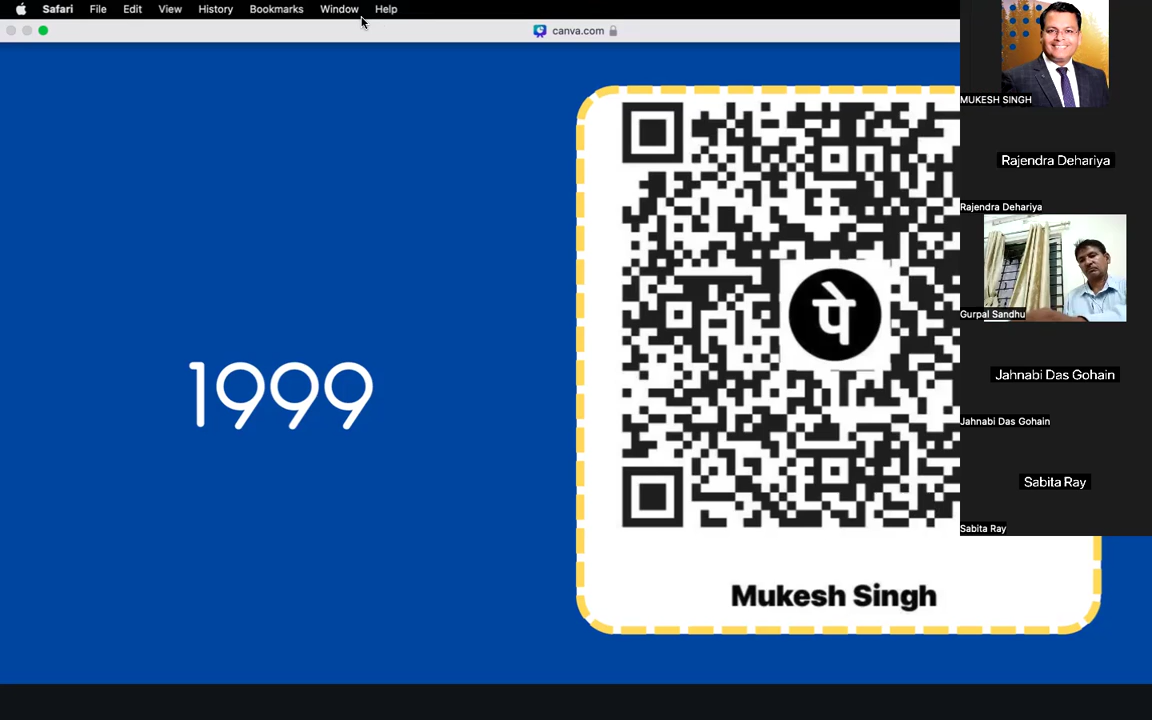 Safari File Edit View History Bookmarks Window Help
canva.com
1999
पे
Mukesh Singh
MUKESH SINGH
Rajendra Dehariya
Rajendra Dehariya
Gurpal Sandhu
Jahnabi Das Gohain
Jahnabi Das Gohain
Sabita Ray
Sabita Ray